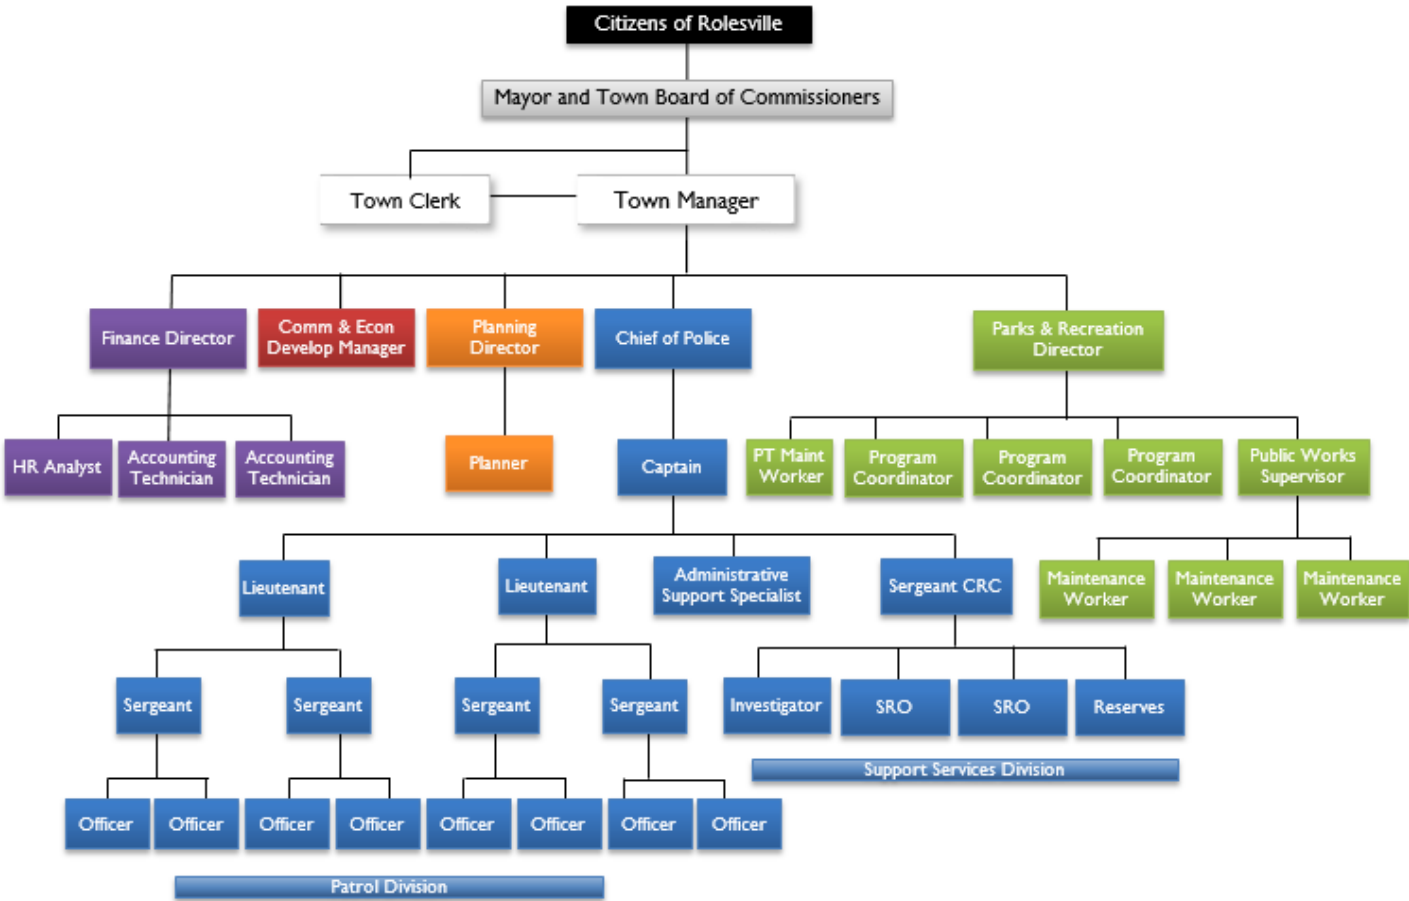 Citizens of Rolesville
Mayor and Town Board of Commissioners
Town Clerk
Town Manager
Finance Director
Comm & Econ
Develop Manager
Planning
Director
Chief of Police
Parks & Recreation
Director
HR Analyst
Accounting
Technician
Accounting
Technician
Planner
Captain
PT Maint
Worker
Program
Coordinator
Program
Coordinator
Program
Coordinator
Public Works
Supervisor
Lieutenant
Lieutenant
Administrative
Support Specialist
Sergeant CRC
Maintenance
Worker
Maintenance
Worker
Maintenance
Worker
Sergeant
Sergeant
Sergeant
Sergeant
Investigator
SRO
SRO
Reserves
Support Services Division
Officer
Officer
Officer
Officer
Officer
Officer
Officer
Officer
Patrol Division